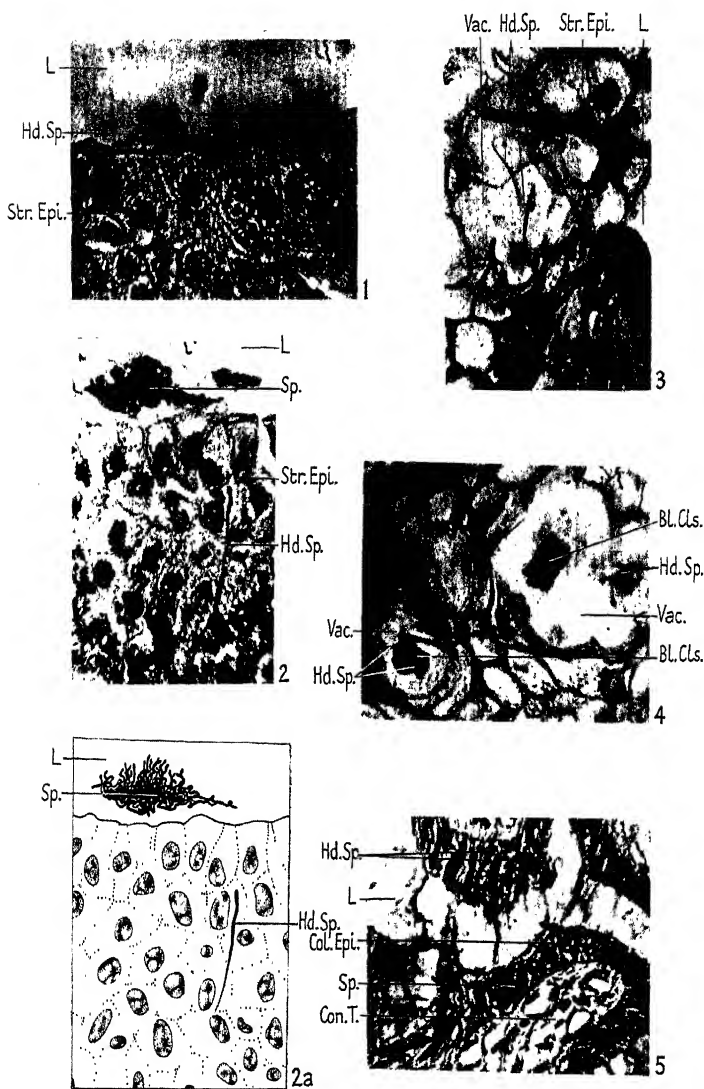 L
Hd.Sp.
Str.Epi.
1
Vac. Hd.Sp. Str.Epi. L
3
L
Sp.
Str.Epi.
Hd.Sp.
2
Bl.Cls.
Hd.Sp.
Vac.
Vac.
Bl.Cls.
Hd.Sp.
4
L
Sp.
Hd.Sp.
2a
Hd.Sp.
L
Col.Epi.
Sp.
Con.T.
5